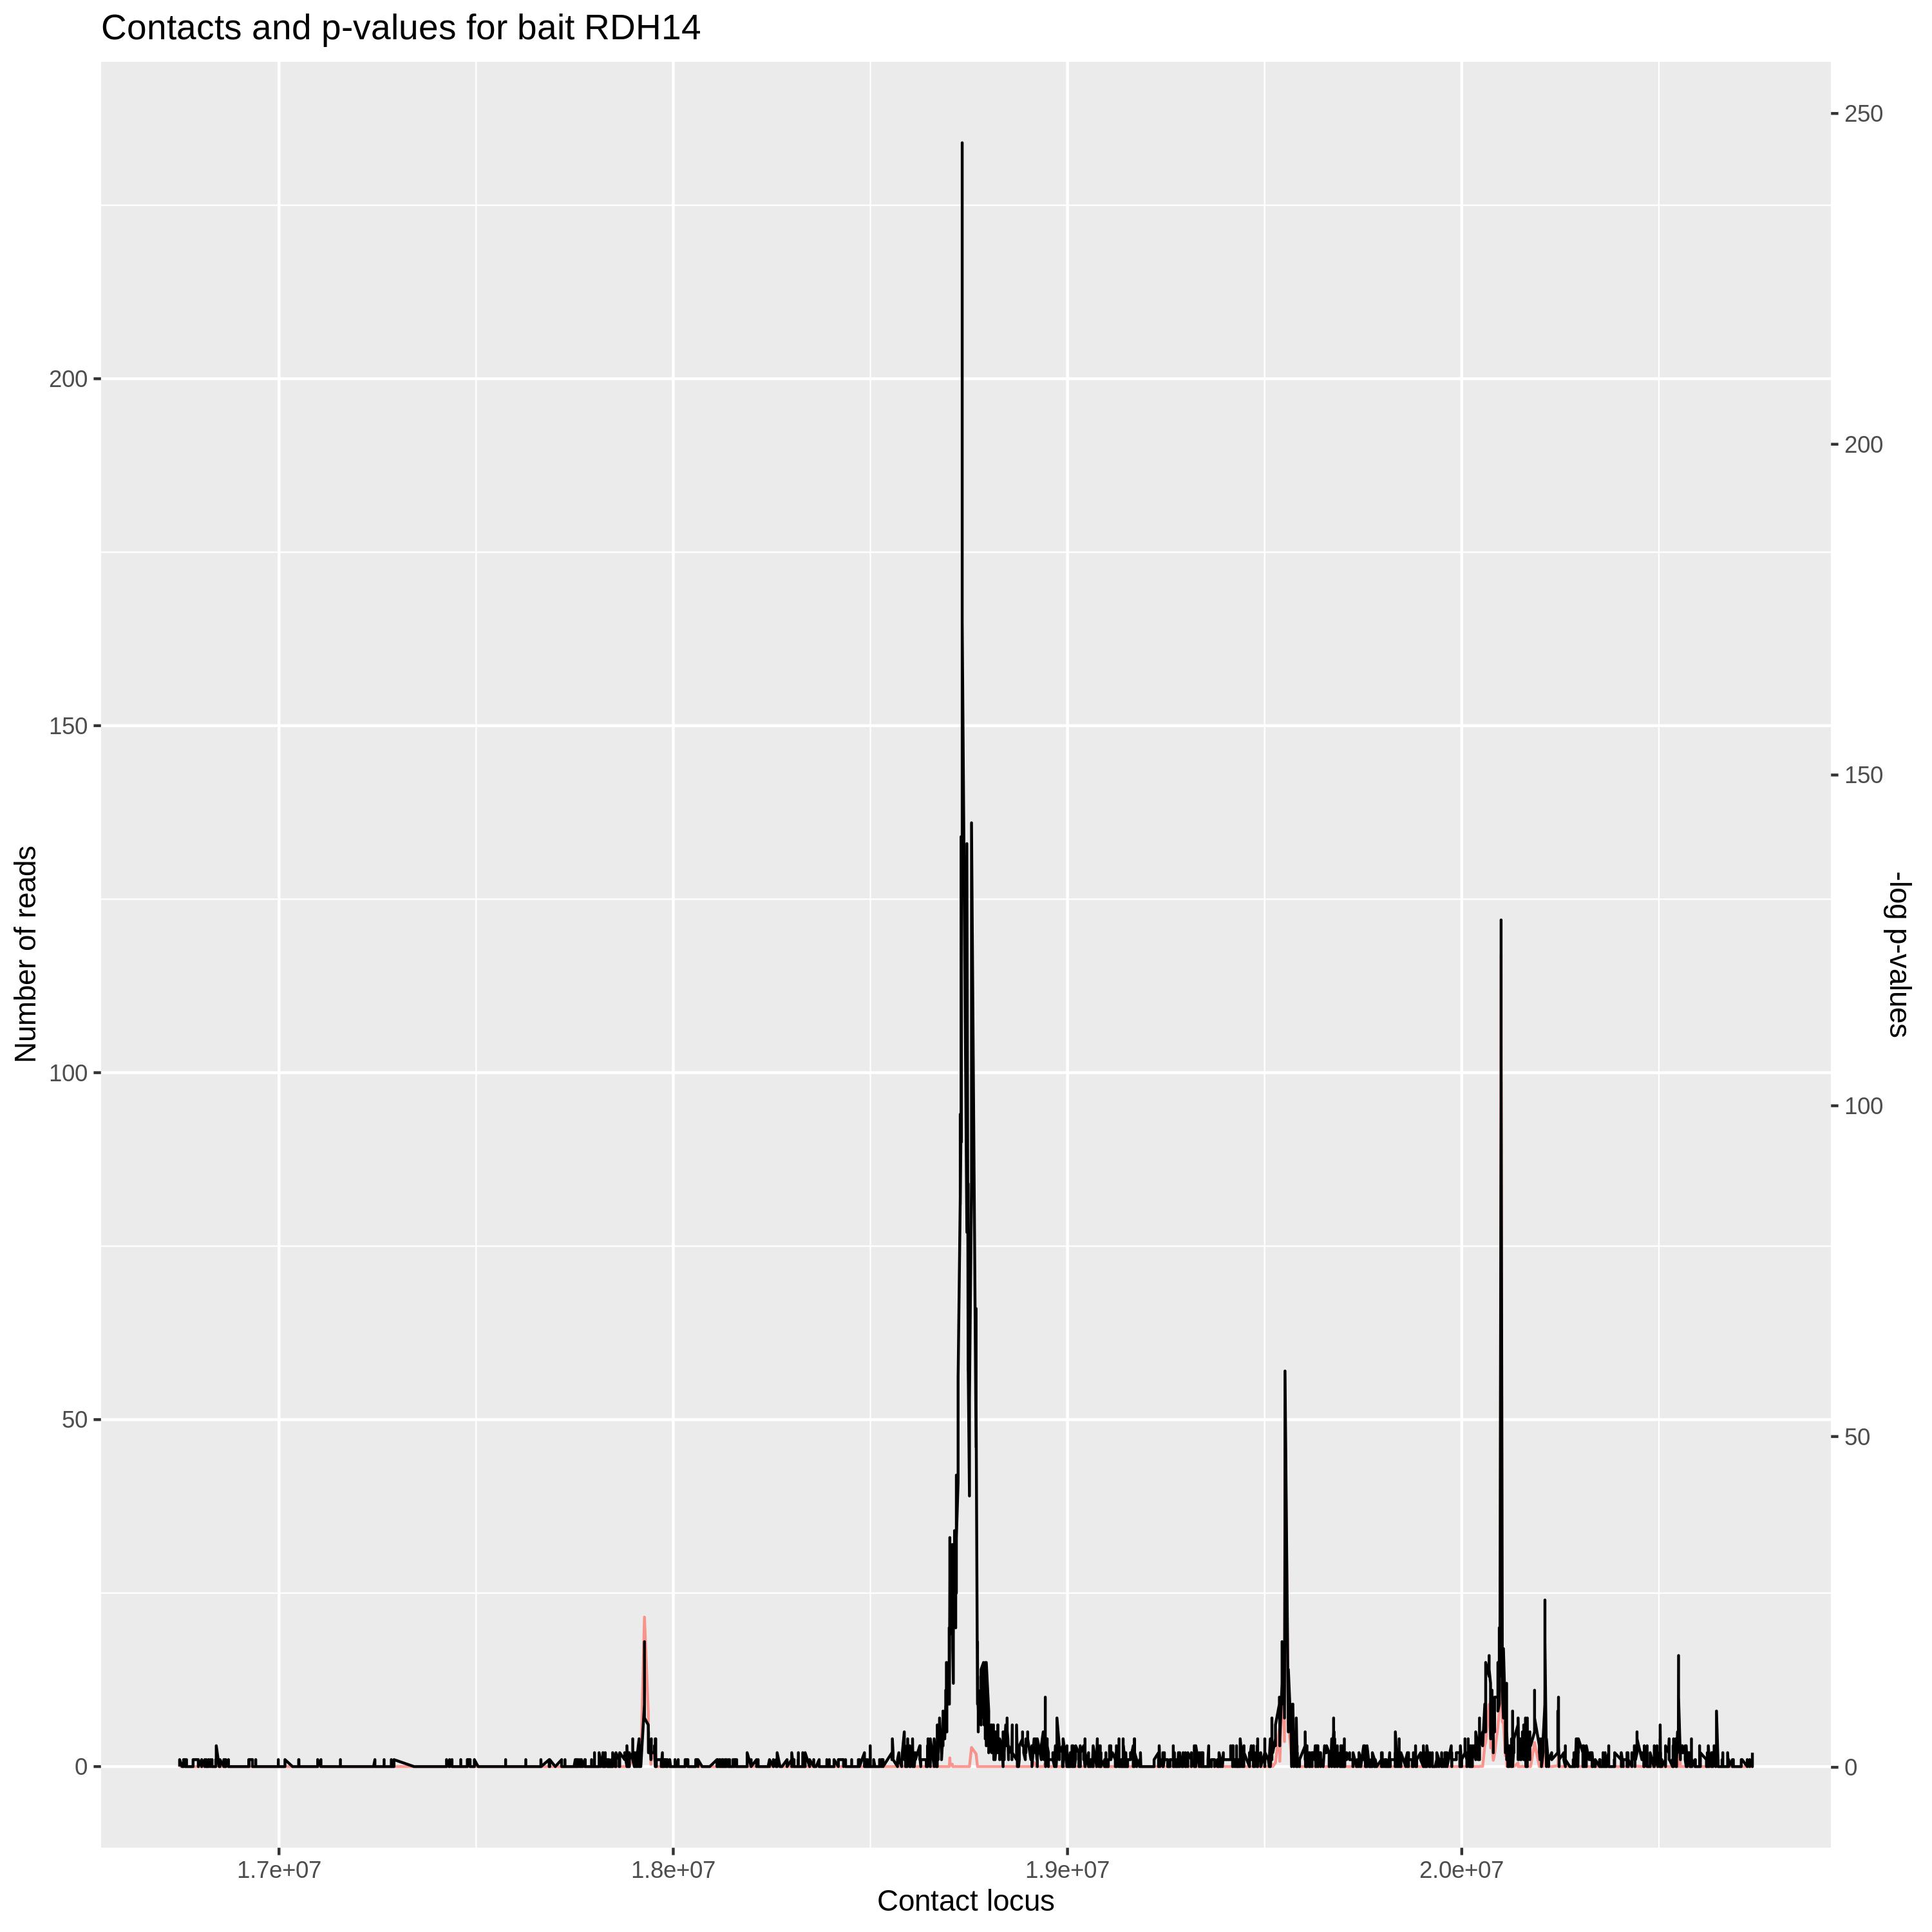 Contacts and p-values for bait RDH14
Number of reads
200
150
100
50
0
250
200
150
100
50
0
-log p-values
1.7e+07
1.8e+07
1.9e+07
2.0e+07
Contact locus